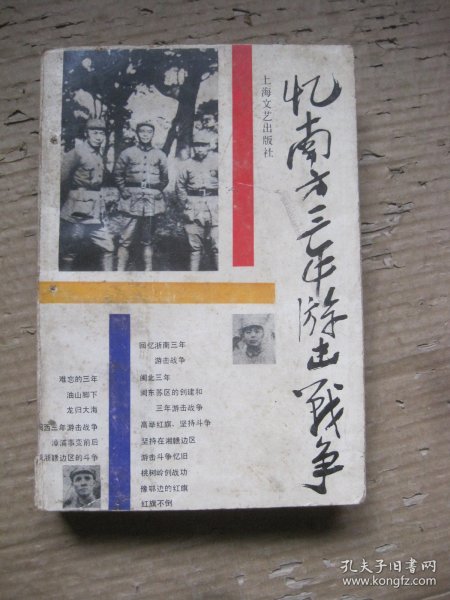 忆南方三年游击战争
上海文艺出版社
回忆浙南三年
游击战争
难忘的三年
油山脚下
龙归大海
闽西三年游击战争
漳浦事变前后
皖浙赣边区的斗争
闽北三年
闽东苏区的创建和
三年游击战争
高举红旗,坚持斗争
坚持在湘赣边区
游击斗争忆旧
桃树岭创战功
豫鄂边的红旗
红旗不倒
孔夫子旧书网
www.kongfz.com